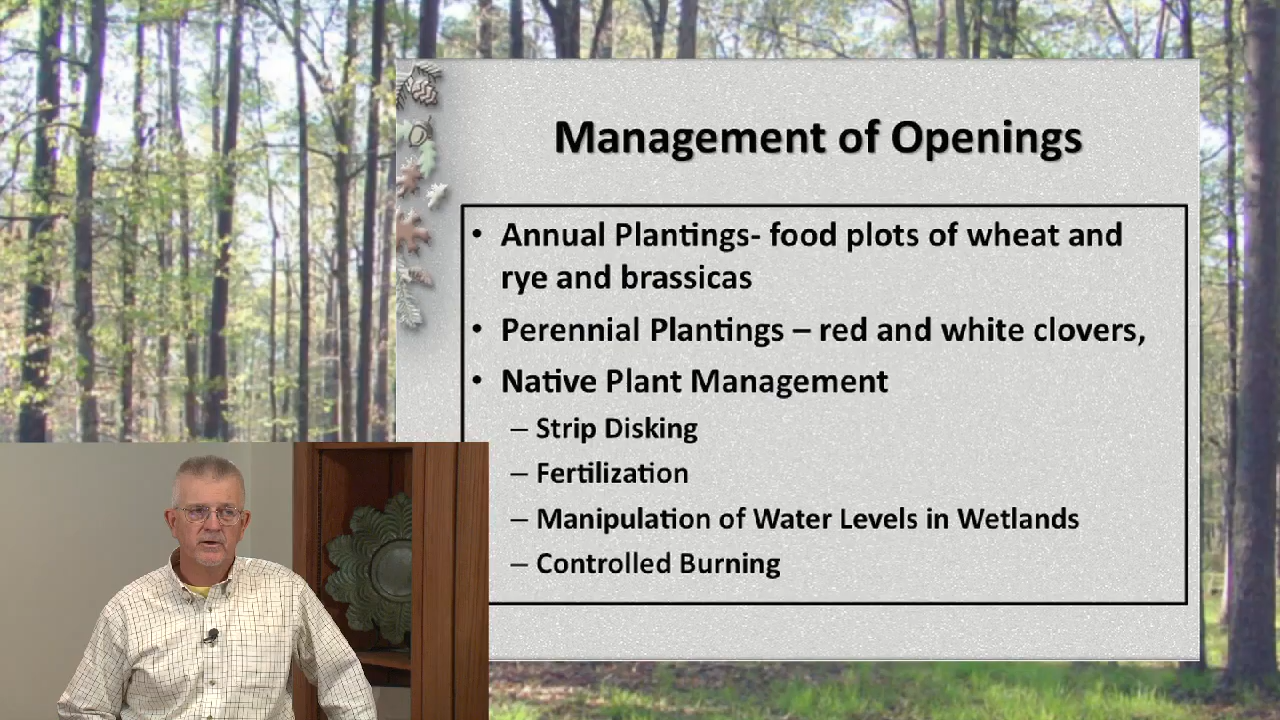 Management of Openings
• Annual Plantings- food plots of wheat and
rye and brassicas
• Perennial Plantings – red and white clovers,
• Native Plant Management
– Strip Disking
– Fertilization
– Manipulation of Water Levels in Wetlands
– Controlled Burning